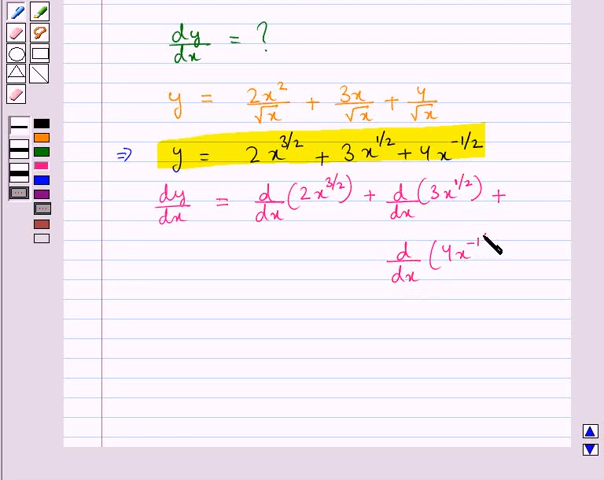 dy/dx = ?
y = 2x²/√x + 3x/√x + 4/√x
⇒ y = 2x^3/2 + 3x^1/2 + 4x^-1/2
dy/dx = d/dx (2x^3/2) + d/dx (3x^1/2) +
d/dx (4x^-1